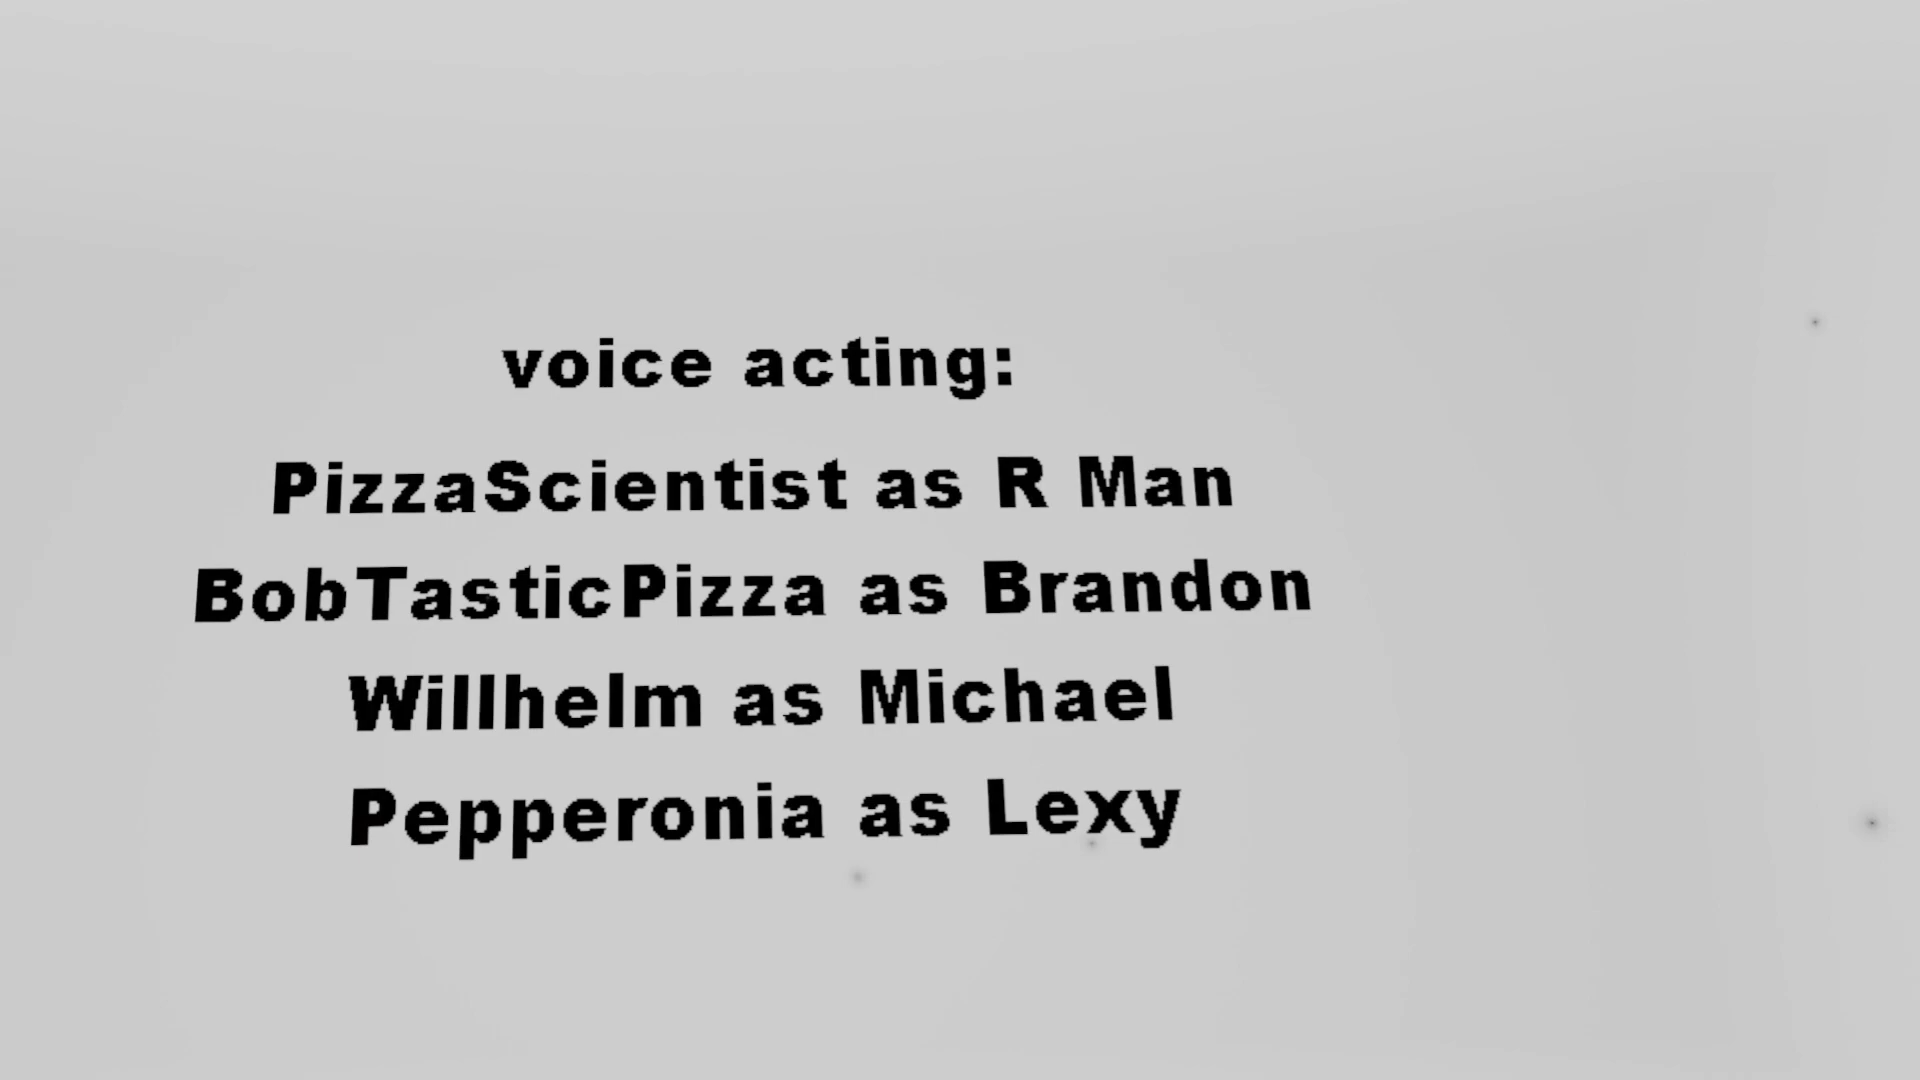 voice acting:
PizzaScientist as R Man
BobTasticPizza as Brandon
Willhelm as Michael
Pepperonia as Lexy